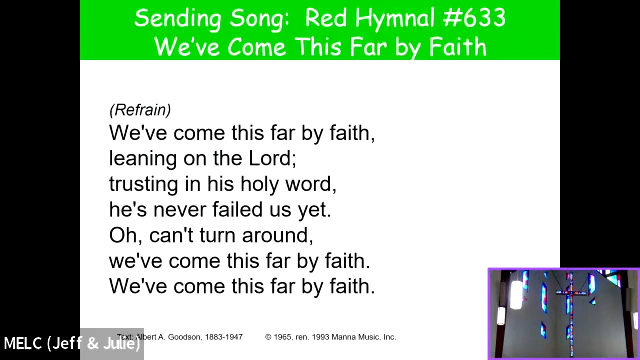 Sending Song:  Red Hymnal #633
We've Come This Far by Faith
(Refrain)
We've come this far by faith,
leaning on the Lord;
trusting in his holy word,
he's never failed us yet.
Oh, can't turn around,
we've come this far by faith.
We've come this far by faith.
Text: Albert A. Goodson, 1883-1947     © 1965, ren. 1993 Manna Music, Inc.
MELC (Jeff & Julie)